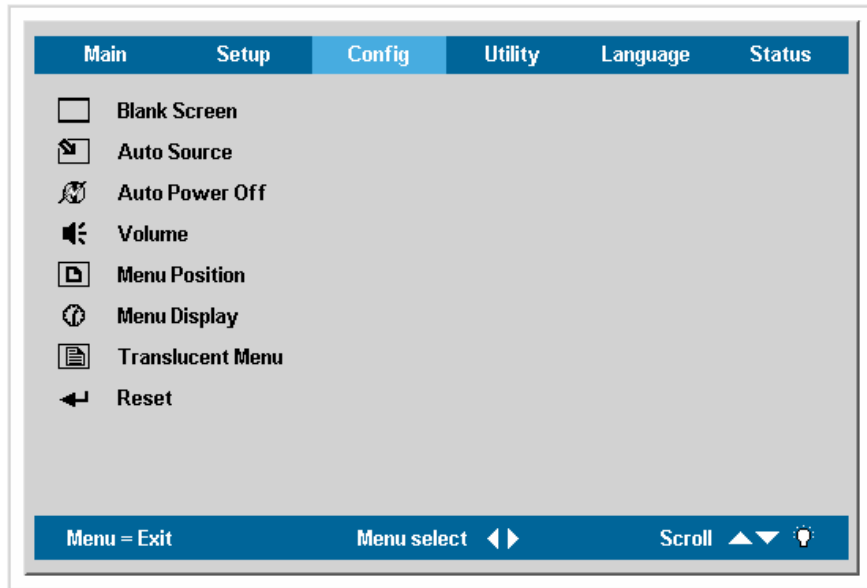 Main Setup Config Utility Language Status
Blank Screen
Auto Source
Auto Power Off
Volume
Menu Position
Menu Display
Translucent Menu
Reset
Menu = Exit Menu select Scroll